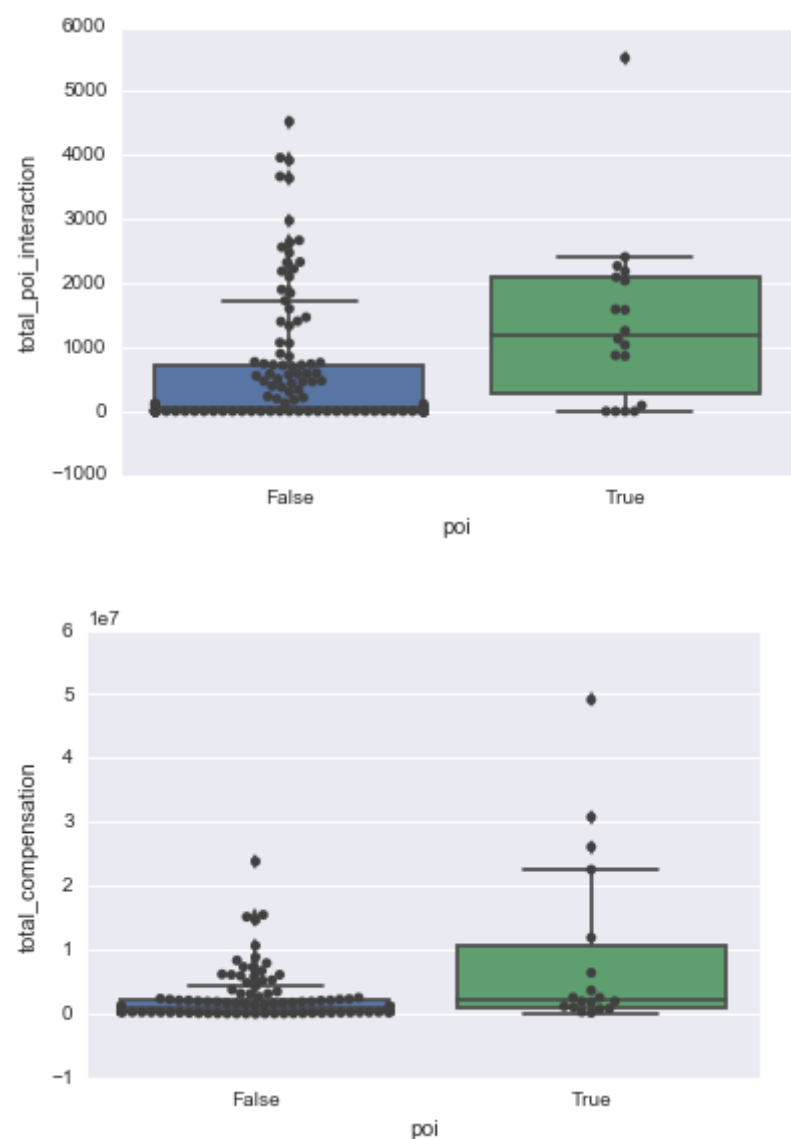 6000
5000
4000
3000
2000
1000
0
−1000
total_poi_interaction
False True
poi
1e7
6
5
4
3
2
1
0
−1
total_compensation
False True
poi